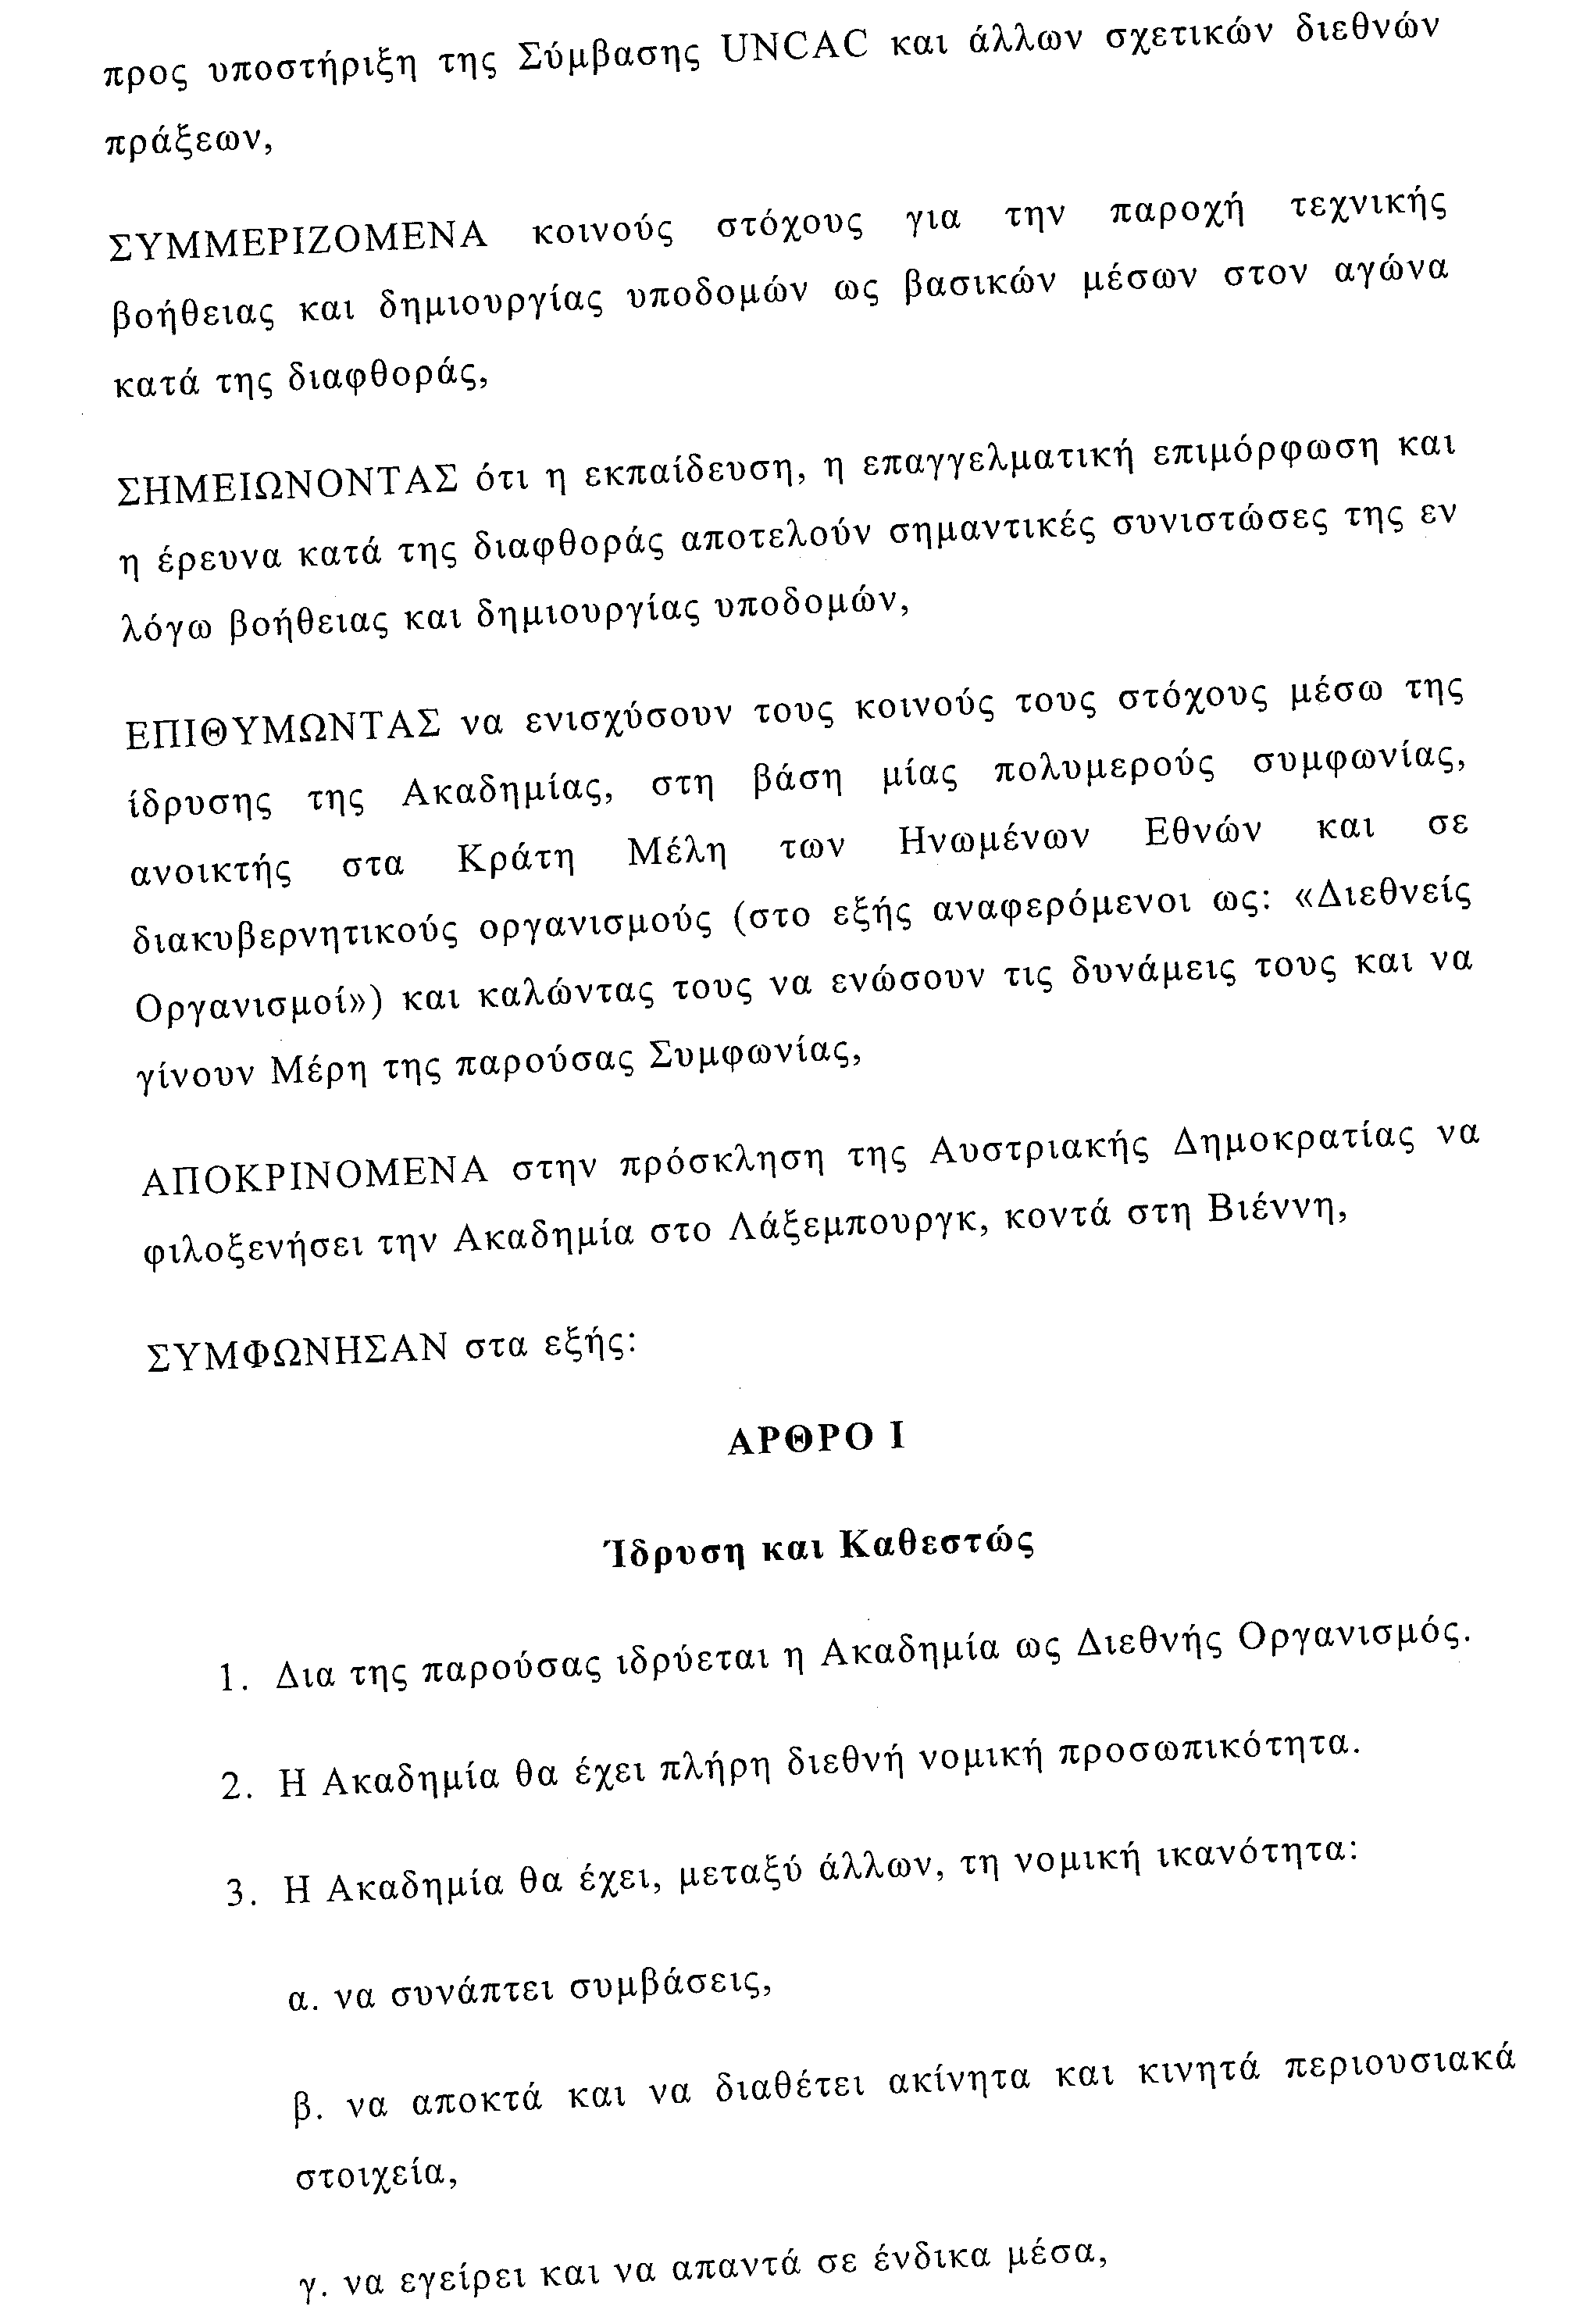 προς υποστήριξη της Σύμβασης UNCAC και άλλων σχετικών διεθνών
πράξεων,
ΣΥΜΜΕΡΙΖΟΜΕΝΑ κοινούς στόχους για την παροχή τεχνικής
βοήθειας και δημιουργίας υποδομών ως βασικών μέσων στον αγώνα
κατά της διαφθοράς,
ΣΗΜΕΙΩΝΟΝΤΑΣ ότι η εκπαίδευση, η επαγγελματική επιμόρφωση και
η έρευνα κατά της διαφθοράς αποτελούν σημαντικές συνιστώσες της εν
λόγω βοήθειας και δημιουργίας υποδομών,
ΕΠΙΘΥΜΩΝΤΑΣ να ενισχύσουν τους κοινούς τους στόχους μέσω της
ίδρυσης της Ακαδημίας, στη βάση μίας πολυμερούς συμφωνίας,
ανοικτής στα Κράτη Μέλη των Ηνωμένων Εθνών και σε
διακυβερνητικούς οργανισμούς (στο εξής αναφερόμενοι ως: «Διεθνείς
Οργανισμοί») και καλώντας τους να ενώσουν τις δυνάμεις τους και να
γίνουν Μέρη της παρούσας Συμφωνίας,
ΑΠΟΚΡΙΝΟΜΕΝΑ στην πρόσκληση της Αυστριακής Δημοκρατίας να
φιλοξενήσει την Ακαδημία στο Λάξεμπουργκ, κοντά στη Βιέννη,
ΣΥΜΦΩΝΗΣΑΝ στα εξής:
ΑΡΘΡΟ Ι
Ίδρυση και Καθεστώς
1. Δια της παρούσας ιδρύεται η Ακαδημία ως Διεθνής Οργανισμός.
2. Η Ακαδημία θα έχει πλήρη διεθνή νομική προσωπικότητα.
3. Η Ακαδημία θα έχει, μεταξύ άλλων, τη νομική ικανότητα:
α. να συνάπτει συμβάσεις,
β. να αποκτά και να διαθέτει ακίνητα και κινητά περιουσιακά
στοιχεία,
γ. να εγείρει και να απαντά σε ένδικα μέσα,